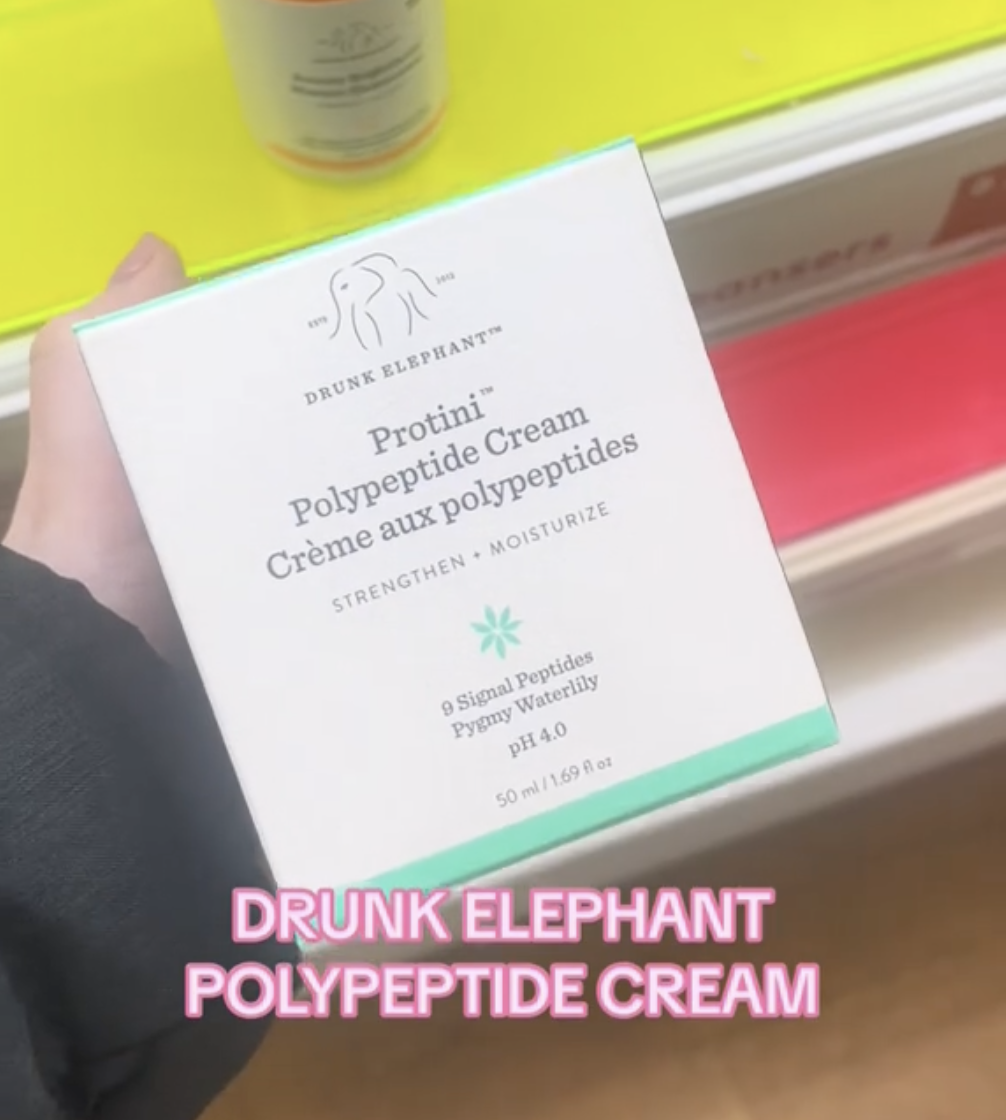 ESTD 2012
DRUNK ELEPHANT™
Protini™
Polypeptide Cream
Crème aux polypeptides
STRENGTHEN + MOISTURIZE
9 Signal Peptides
Pygmy Waterlily
pH 4.0
50 ml / 1.69 fl oz
DRUNK ELEPHANT
POLYPEPTIDE CREAM